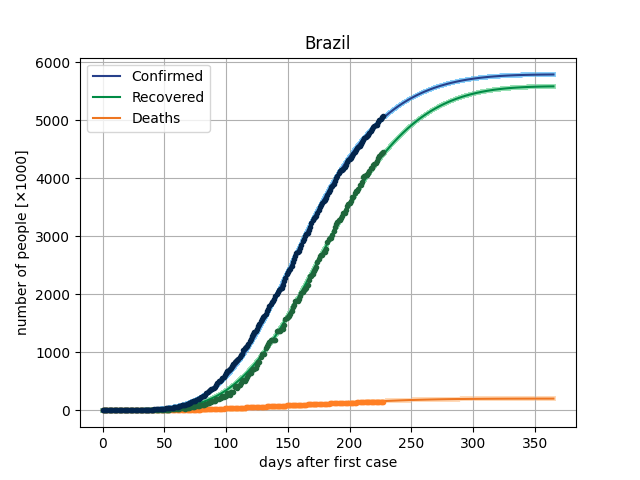 Brazil
Confirmed
Recovered
Deaths
6000
5000
4000
3000
2000
1000
0
number of people [×1000]
0 50 100 150 200 250 300 350
days after first case